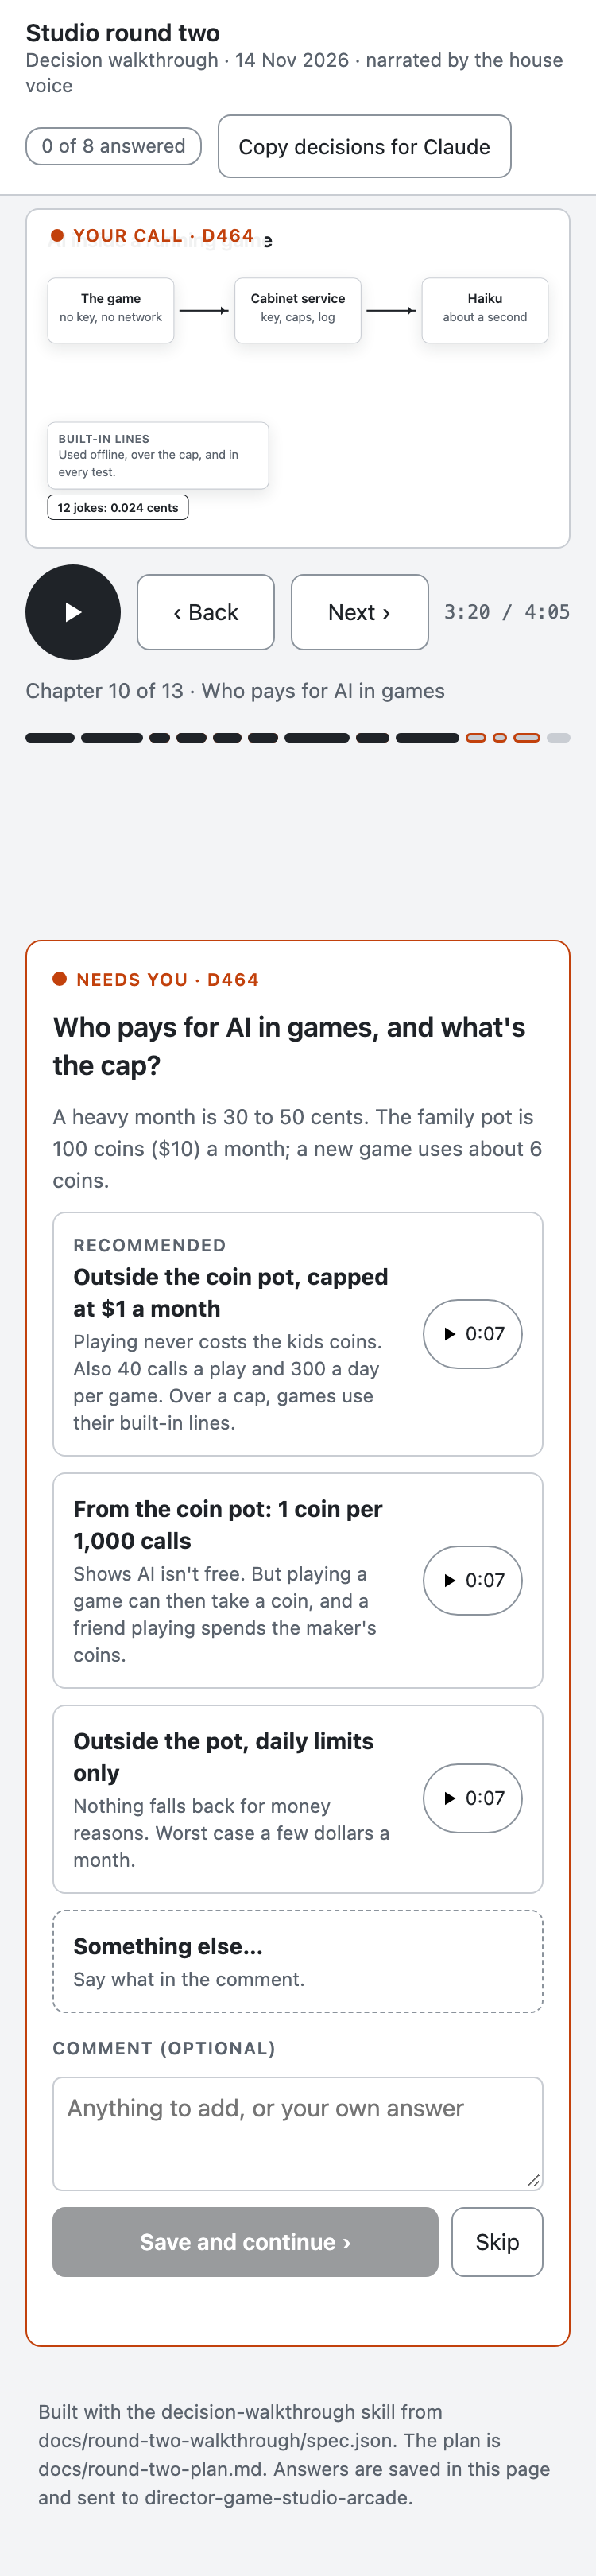 Studio round two
Decision walkthrough · 14 Nov 2026 · narrated by the house
voice
0 of 8 answered
Copy decisions for Claude
YOUR CALL · D464
The game
no key, no network
Cabinet service
key, caps, log
Haiku
about a second
BUILT-IN LINES
Used offline, over the cap, and in
every test.
12 jokes: 0.024 cents
‹ Back
Next ›
3:20 / 4:05
Chapter 10 of 13 · Who pays for AI in games
NEEDS YOU · D464
Who pays for AI in games, and what's
the cap?
A heavy month is 30 to 50 cents. The family pot is
100 coins ($10) a month; a new game uses about 6
coins.
RECOMMENDED
Outside the coin pot, capped
at $1 a month
Playing never costs the kids coins.
Also 40 calls a play and 300 a day
per game. Over a cap, games use
their built-in lines.
0:07
From the coin pot: 1 coin per
1,000 calls
Shows AI isn't free. But playing a
game can then take a coin, and a
friend playing spends the maker's
coins.
0:07
Outside the pot, daily limits
only
Nothing falls back for money
reasons. Worst case a few dollars a
month.
0:07
Something else...
Say what in the comment.
COMMENT (OPTIONAL)
Anything to add, or your own answer
Save and continue ›
Skip
Built with the decision-walkthrough skill from
docs/round-two-walkthrough/spec.json. The plan is
docs/round-two-plan.md. Answers are saved in this page
and sent to director-game-studio-arcade.